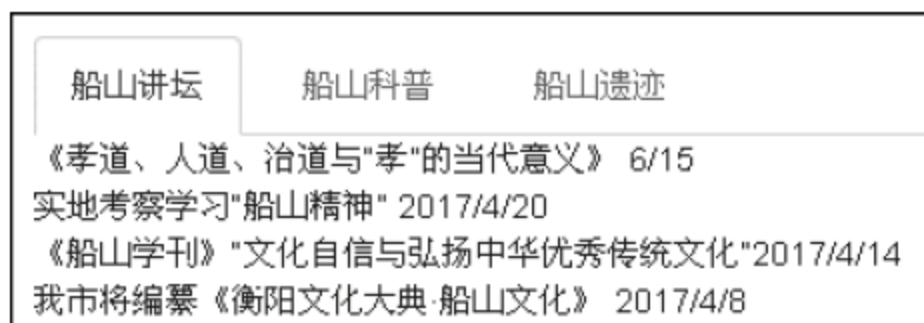 船山讲坛 船山科普 船山遗迹
《孝道、人道、治道与"孝"的当代意义》 6/15
实地考察学习"船山精神" 2017/4/20
《船山学刊》"文化自信与弘扬中华优秀传统文化"2017/4/14
我市将编纂《衡阳文化大典·船山文化》 2017/4/8